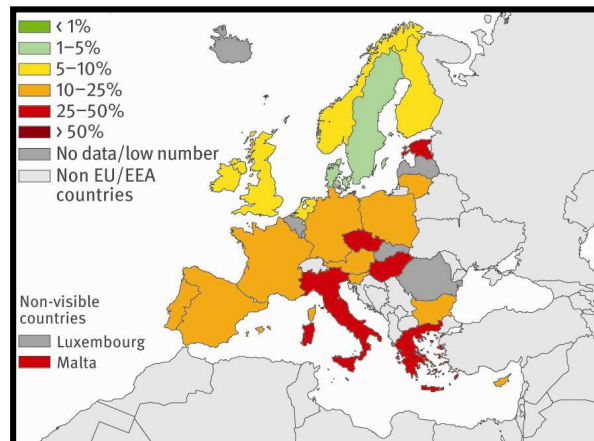 < 1%
1–5%
5–10%
10–25%
25–50%
> 50%
No data/low number
Non EU/EEA
countries
Non-visible
countries
Luxembourg
Malta